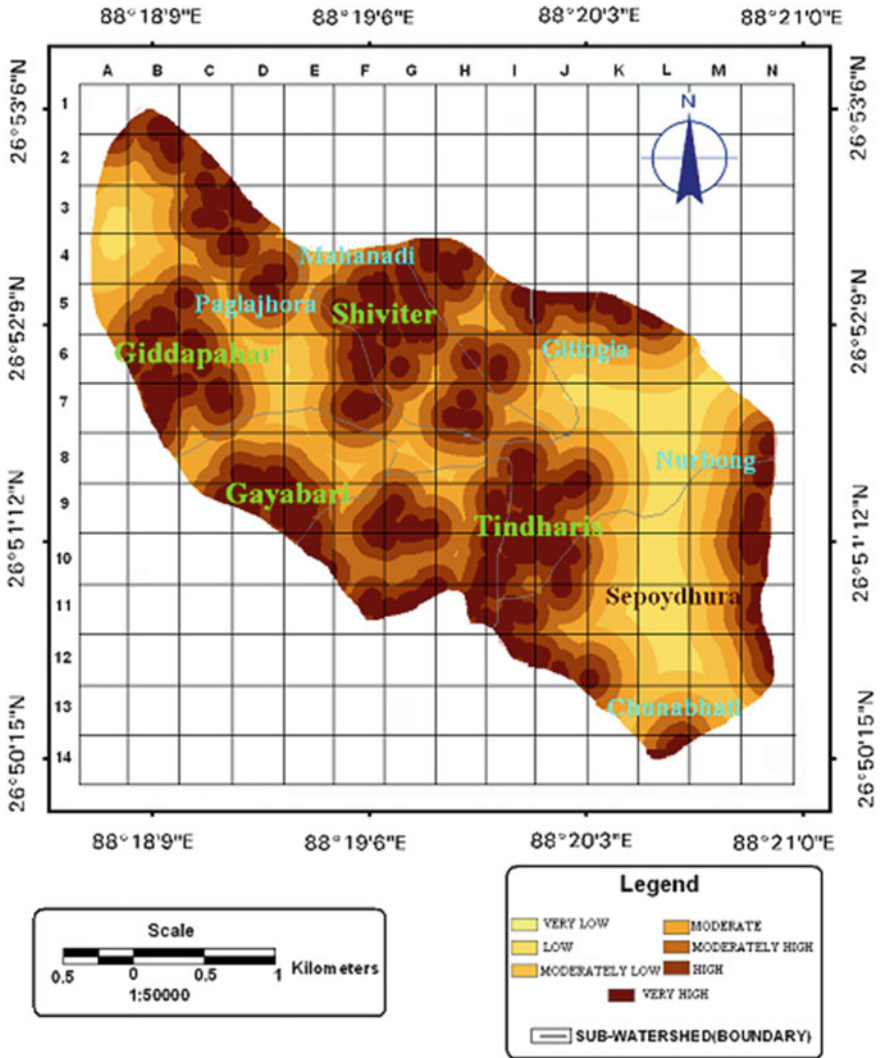 88°18'9"E 88°19'6"E 88°20'3"E 88°21'0"E
A B C D E F G H I J K L M N
26°53'6"N 26°52'9"N 26°51'12"N 26°50'15"N
1
2
3
4
5
6
7
8
9
10
11
12
13
14
N
Mahanadi
Paglajhora
Shiviter
Giddapahar
Gitingia
Nurbong
Gayabari
Tindharis
Sepoydhura
Chunabhati
26°53'6"N 26°52'9"N 26°51'12"N 26°50'15"N
88°18'9"E 88°19'6"E 88°20'3"E 88°21'0"E
Scale
0.5 0 0.5 1 Kilometers
1:50000
Legend
VERY LOW
MODERATE
LOW
MODERATELY HIGH
MODERATELY LOW
HIGH
VERY HIGH
SUB-WATERSHED(BOUNDARY)